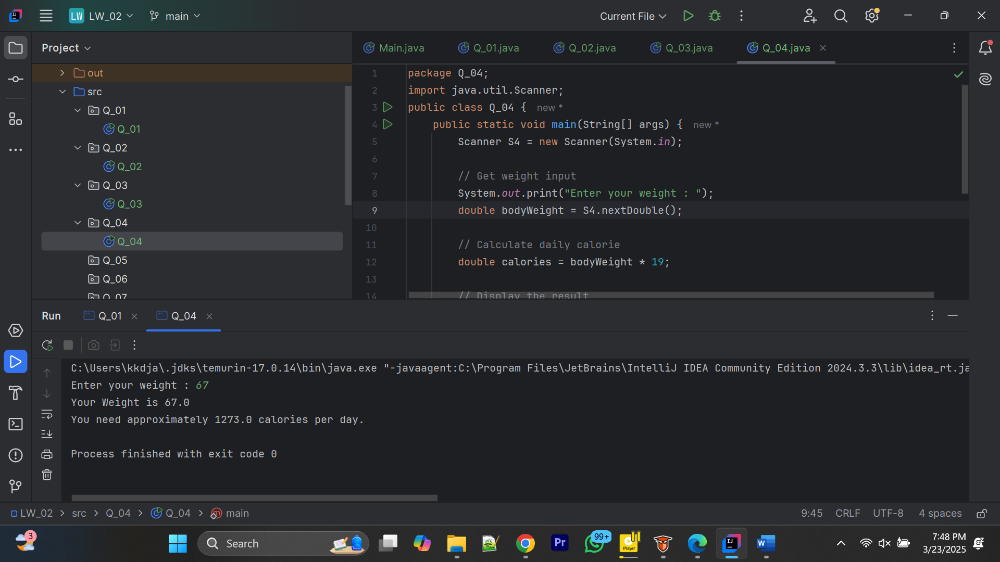 LW LW_02 main Current File
Project
out
src
Q_01
Q_01
Q_02
Q_02
Q_03
Q_03
Q_04
Q_04
Q_05
Q_06
Q_07
Main.java Q_01.java Q_02.java Q_03.java Q_04.java
1 package Q_04;
2 import java.util.Scanner;
3 public class Q_04 { new *
4 public static void main(String[] args) { new *
5 Scanner S4 = new Scanner(System.in);
6
7 // Get weight input
8 System.out.print("Enter your weight : ");
9 double bodyWeight = S4.nextDouble();
10
11 // Calculate daily calorie
12 double calories = bodyWeight * 19;
13
14 // Display the result
Run Q_01 Q_04
C:\Users\kkdja\.jdks\temurin-17.0.14\bin\java.exe "-javaagent:C:\Program Files\JetBrains\IntelliJ IDEA Community Edition 2024.3.3\lib\idea_rt.ja
Enter your weight : 67
Your Weight is 67.0
You need approximately 1273.0 calories per day.
Process finished with exit code 0
LW_02 > src > Q_04 > Q_04 > main 9:45 CRLF UTF-8 4 spaces
3 Search Pr 99+ Player IJ W 7:48 PM
3/23/2025